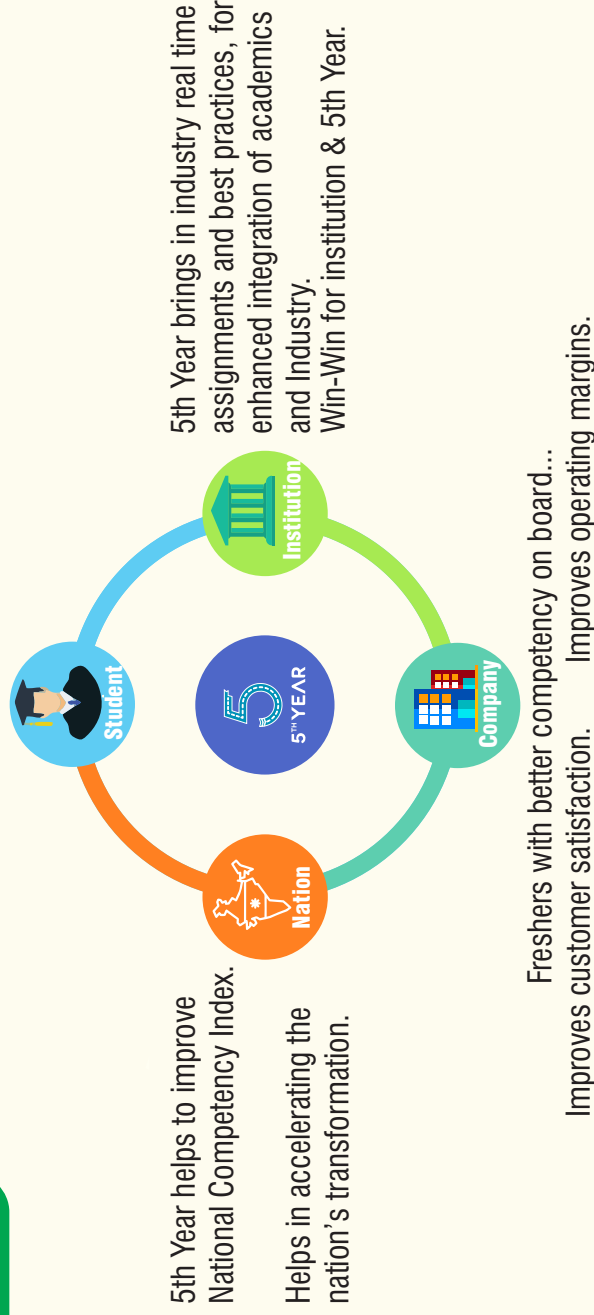 Student
5th Year brings in industry real time
assignments and best practices, for
enhanced integration of academics
and Industry.
Win-Win for institution & 5th Year.
Institution
5
5TH YEAR
Nation
5th Year helps to improve
National Competency Index.
Helps in accelerating the
nation's transformation.
Company
Freshers with better competency on board...
Improves customer satisfaction. Improves operating margins.